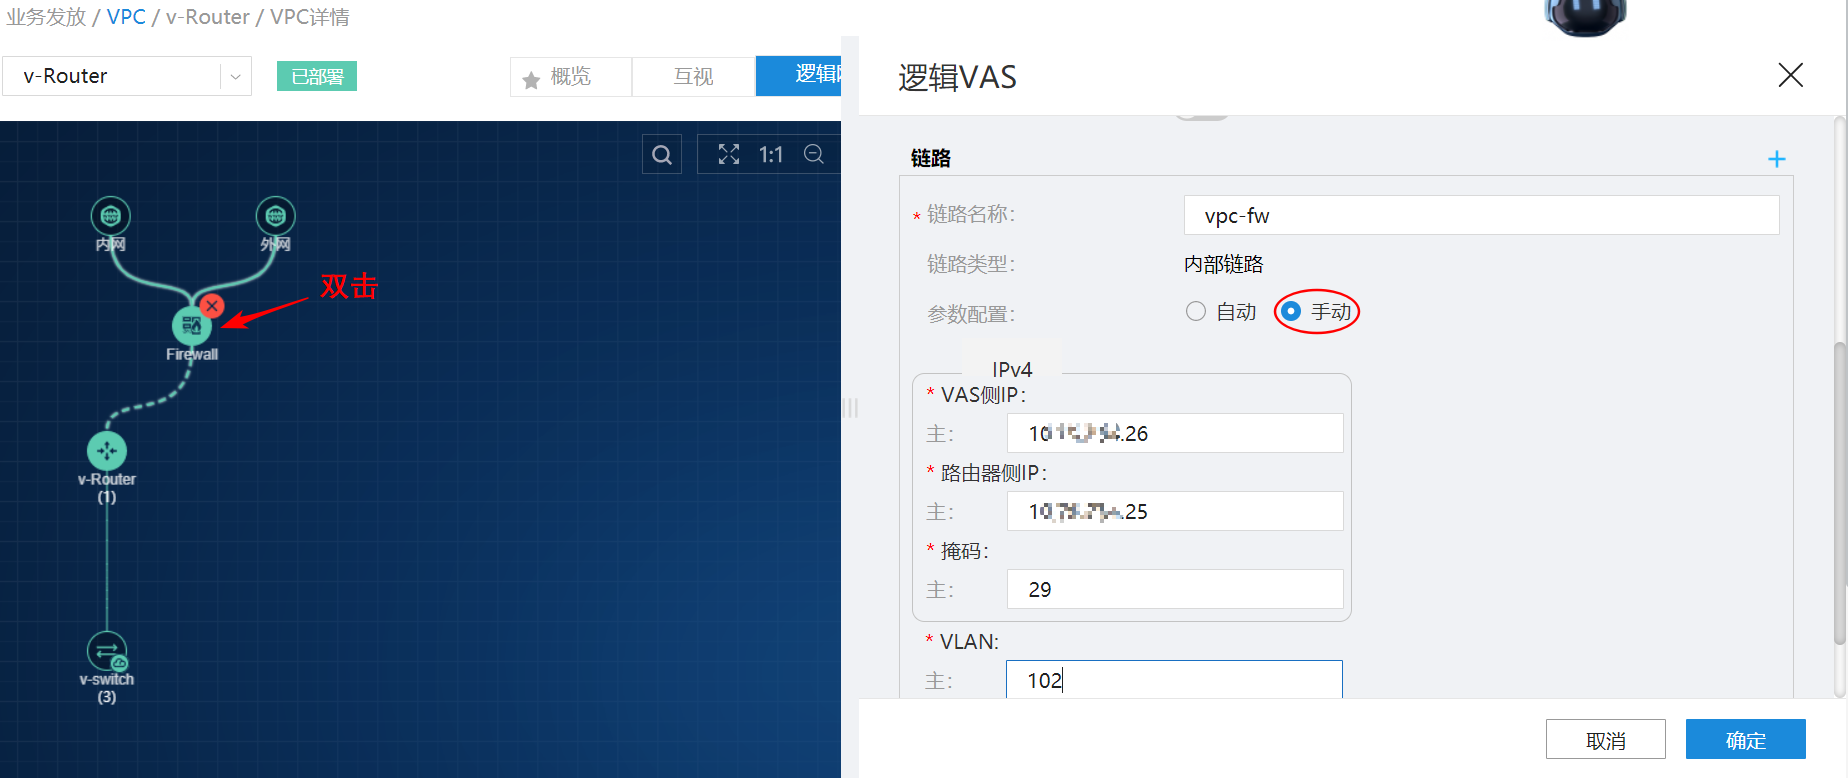 业务发放 / VPC / v-Router / VPC详情
v-Router
已部署
概览
互视
逻辑
1:1
内网
外网
双击
Firewall
v-Router
(1)
v-switch
(3)
逻辑VAS
链路
* 链路名称:
vpc-fw
链路类型:
内部链路
参数配置:
自动
手动
IPv4
* VAS侧IP:
主:
.26
* 路由器侧IP:
主:
.25
* 掩码:
主:
29
* VLAN:
主:
102
取消
确定